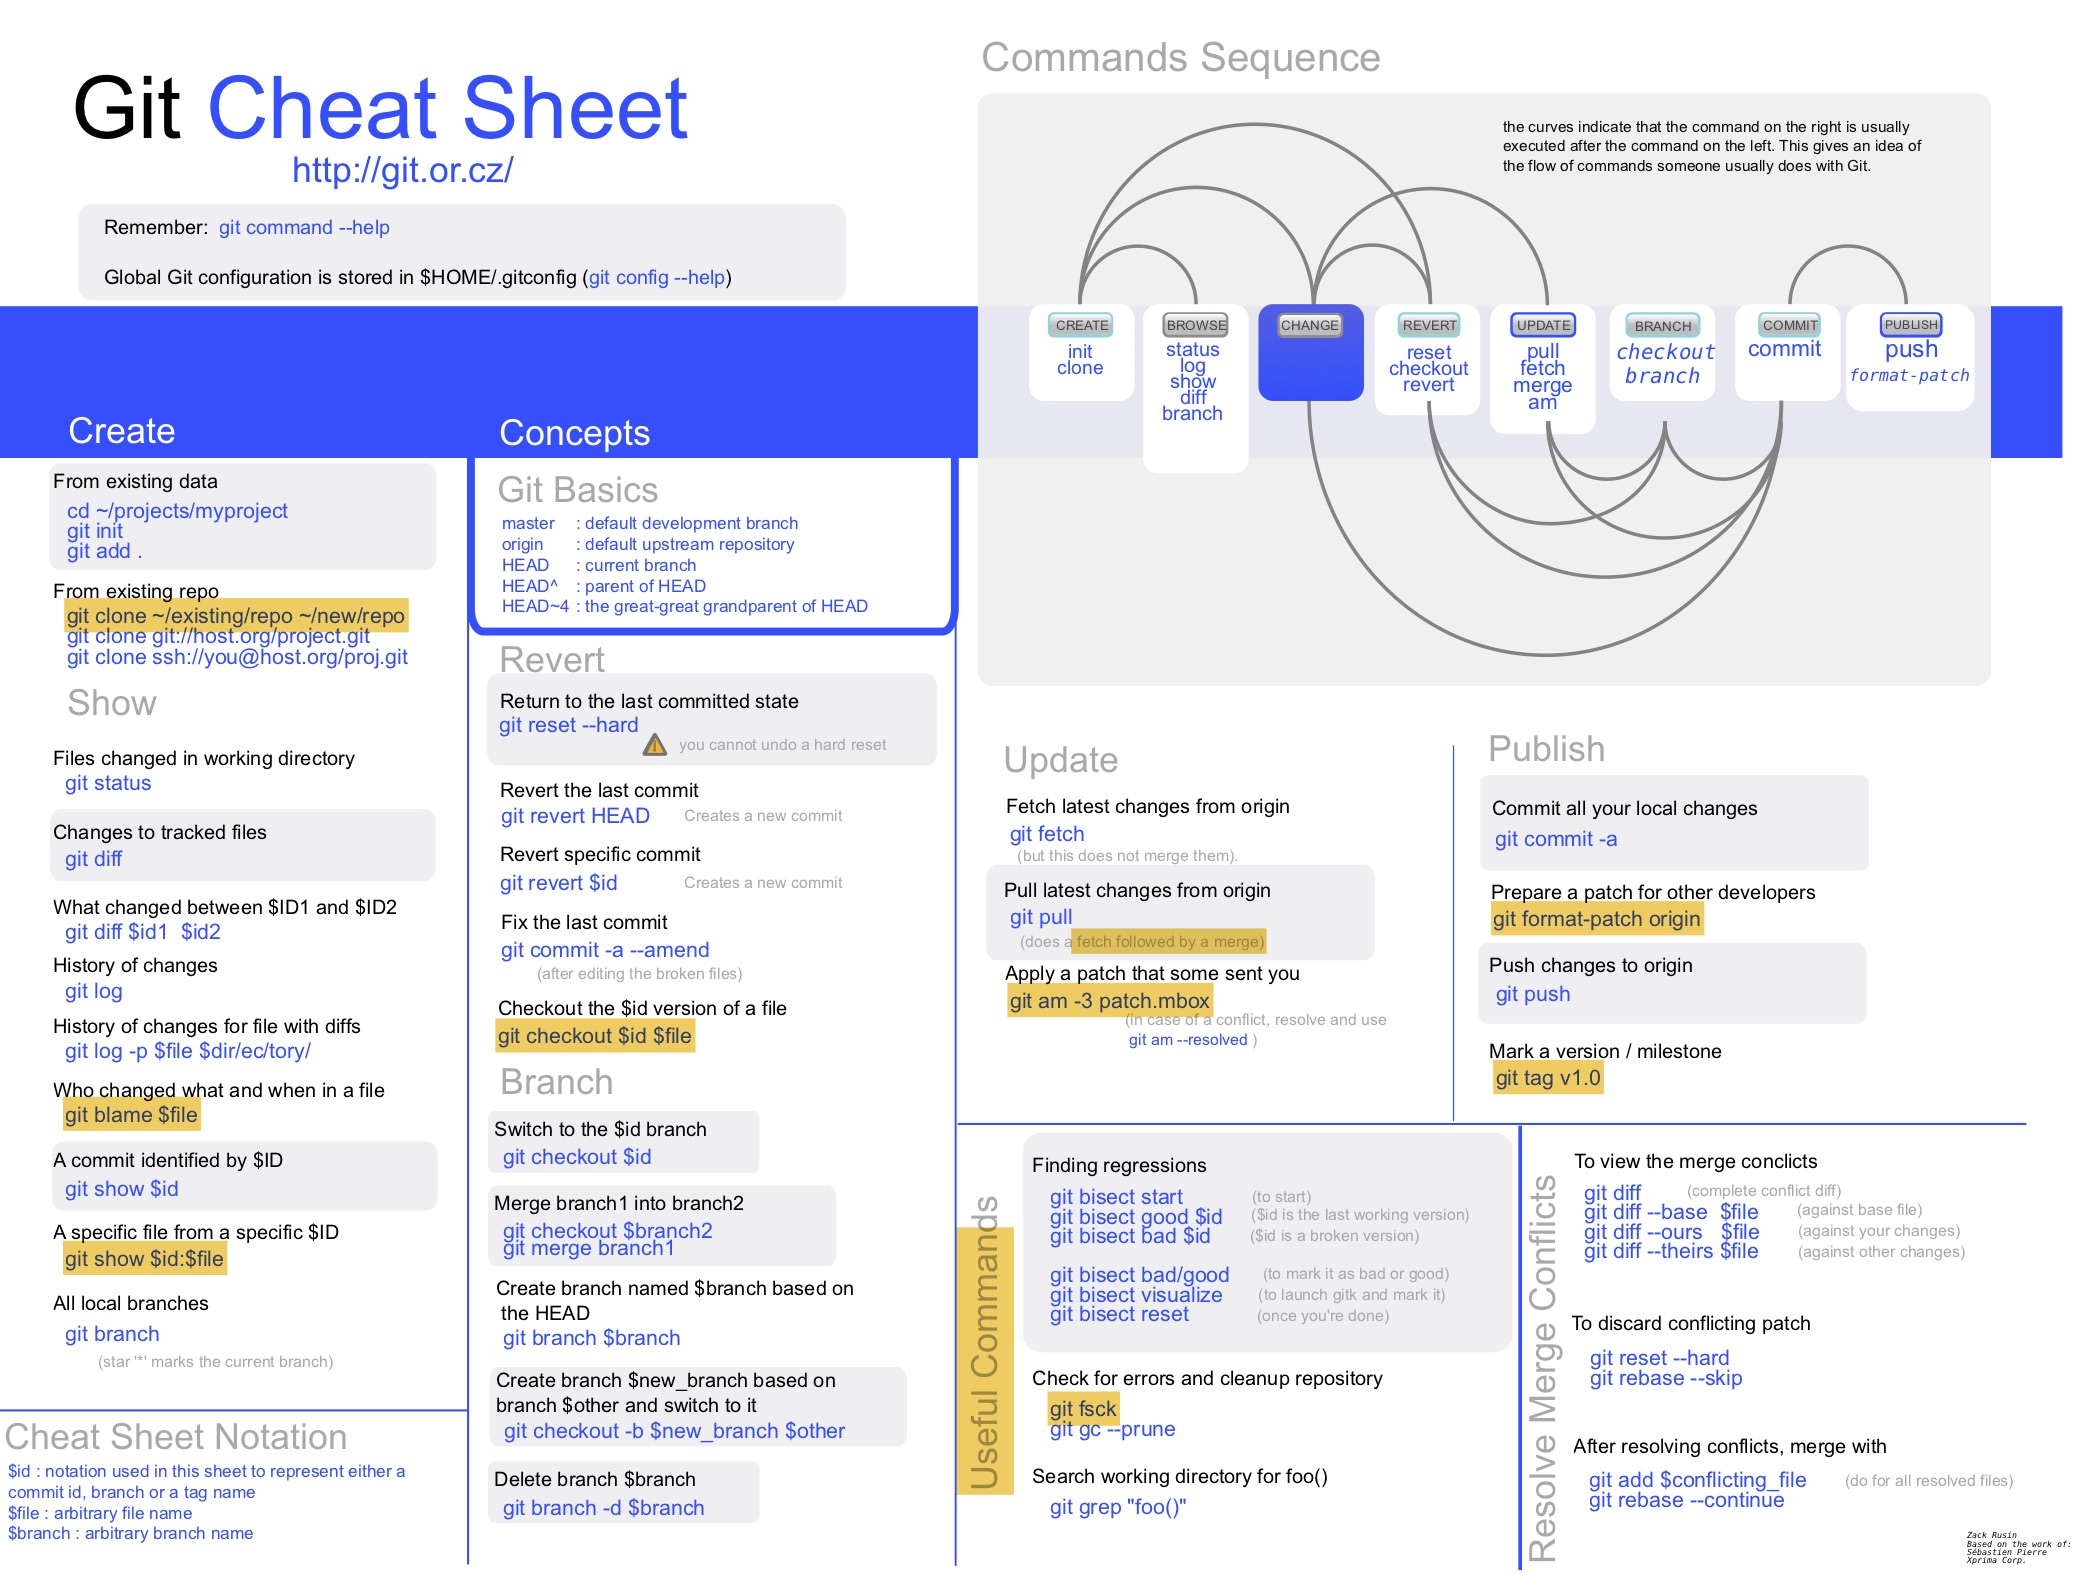 Git Cheat Sheet
http://git.or.cz/
Remember: git command --help
Global Git configuration is stored in $HOME/.gitconfig (git config --help)
Commands Sequence
the curves indicate that the command on the right is usually
executed after the command on the left. This gives an idea of
the flow of commands someone usually does with Git.
CREATE
init
clone
BROWSE
status
log
show
diff
branch
CHANGE
REVERT
reset
checkout
revert
UPDATE
pull
fetch
merge
am
BRANCH
checkout
branch
COMMIT
commit
PUBLISH
push
format-patch
Create
From existing data
cd ~/projects/myproject
git init
git add .
From existing repo
git clone ~/existing/repo ~/new/repo
git clone git://host.org/project.git
git clone ssh://you@host.org/proj.git
Show
Files changed in working directory
git status
Changes to tracked files
git diff
What changed between $ID1 and $ID2
git diff $id1 $id2
History of changes
git log
History of changes for file with diffs
git log -p $file $dir/ec/tory/
Who changed what and when in a file
git blame $file
A commit identified by $ID
git show $id
A specific file from a specific $ID
git show $id:$file
All local branches
git branch
(star '*' marks the current branch)
Cheat Sheet Notation
$id : notation used in this sheet to represent either a
commit id, branch or a tag name
$file : arbitrary file name
$branch : arbitrary branch name
Concepts
Git Basics
master : default development branch
origin : default upstream repository
HEAD : current branch
HEAD^ : parent of HEAD
HEAD~4 : the great-great grandparent of HEAD
Revert
Return to the last committed state
git reset --hard
you cannot undo a hard reset
Revert the last commit
git revert HEAD Creates a new commit
Revert specific commit
git revert $id Creates a new commit
Fix the last commit
git commit -a --amend
(after editing the broken files)
Checkout the $id version of a file
git checkout $id $file
Branch
Switch to the $id branch
git checkout $id
Merge branch1 into branch2
git checkout $branch2
git merge branch1
Create branch named $branch based on
the HEAD
git branch $branch
Create branch $new_branch based on
branch $other and switch to it
git checkout -b $new_branch $other
Delete branch $branch
git branch -d $branch
Update
Fetch latest changes from origin
git fetch
(but this does not merge them).
Pull latest changes from origin
git pull
(does a fetch followed by a merge)
Apply a patch that some sent you
git am -3 patch.mbox
(In case of a conflict, resolve and use
git am --resolved )
Publish
Commit all your local changes
git commit -a
Prepare a patch for other developers
git format-patch origin
Push changes to origin
git push
Mark a version / milestone
git tag v1.0
Useful Commands
Finding regressions
git bisect start (to start)
git bisect good $id ($id is the last working version)
git bisect bad $id ($id is a broken version)
git bisect bad/good (to mark it as bad or good)
git bisect visualize (to launch gitk and mark it)
git bisect reset (once you're done)
Check for errors and cleanup repository
git fsck
git gc --prune
Search working directory for foo()
git grep "foo()"
Resolve Merge Conflicts
To view the merge conclicts
git diff (complete conflict diff)
git diff --base $file (against base file)
git diff --ours $file (against your changes)
git diff --theirs $file (against other changes)
To discard conflicting patch
git reset --hard
git rebase --skip
After resolving conflicts, merge with
git add $conflicting_file (do for all resolved files)
git rebase --continue
Zack Rusin
Based on the work of:
Sébastien Pierre
Xprima Corp.